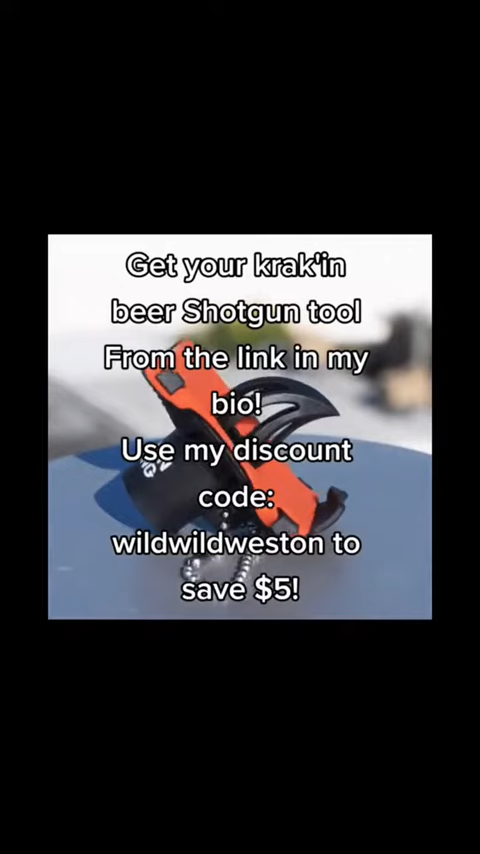 Get your krak'in
beer Shotgun tool
From the link in my
bio!
Use my discount
code:
wildwildweston to
save $5!